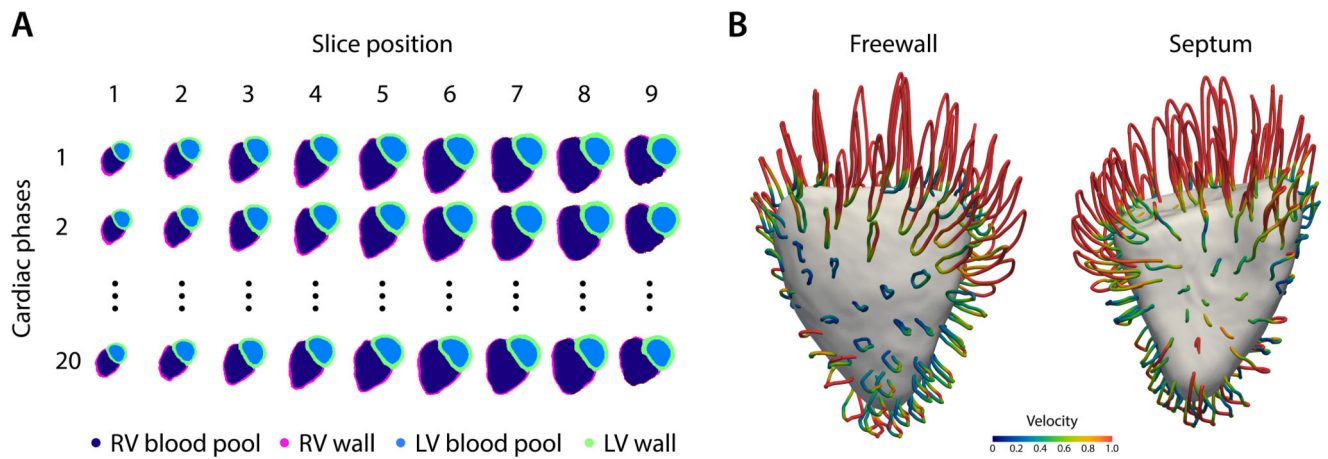 A
Slice position
1 2 3 4 5 6 7 8 9
Cardiac phases
1
2
20
RV blood pool RV wall LV blood pool LV wall
B
Freewall Septum
Velocity
0 0.2 0.4 0.6 0.8 1.0